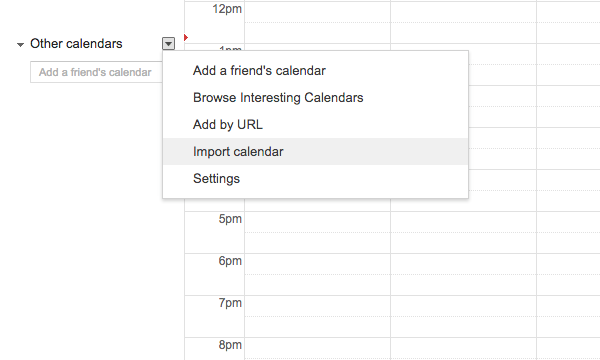 12pm
Other calendars
1pm
Add a friend's calendar
Add a friend's calendar
Browse Interesting Calendars
Add by URL
Import calendar
Settings
5pm
6pm
7pm
8pm